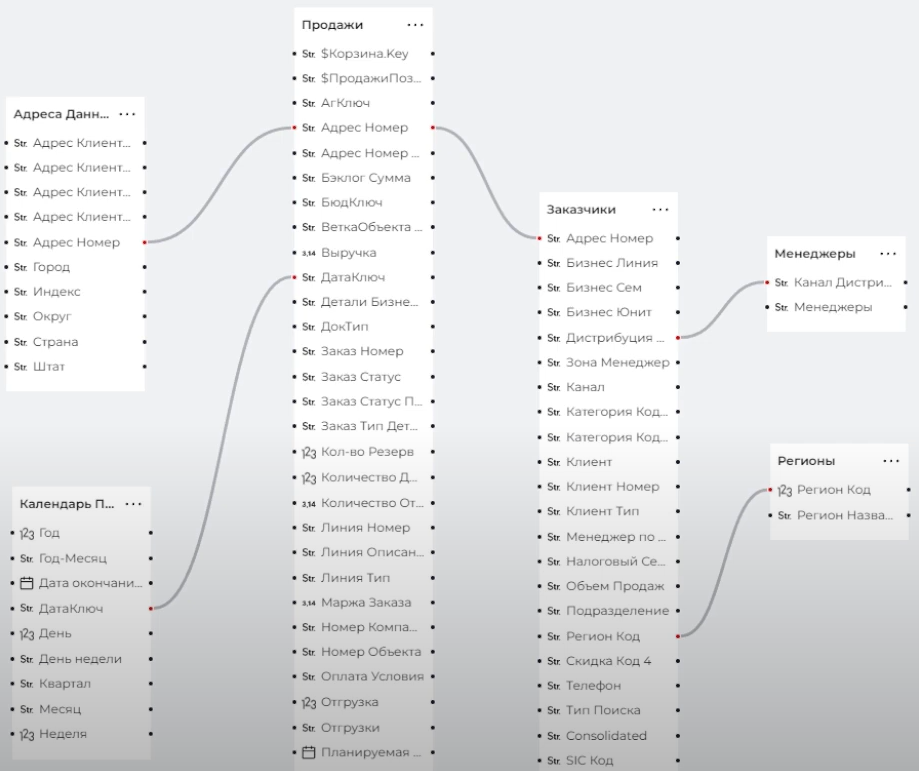 Продажи ...
Str. $Корзина.Key
Str. $ПродажиПоз...
Str. АгКлюч
Str. Адрес Номер
Str. Адрес Номер ...
Str. Бэклог Сумма
Str. БюдКлюч
Str. ВеткаОбъекта ...
3,14 Выручка
Str. ДатаКлюч
Str. Детали Бизне...
Str. ДокТип
Str. Заказ Номер
Str. Заказ Статус
Str. Заказ Статус П...
Str. Заказ Тип Дет...
123 Кол-во Резерв
123 Количество Д...
3,14 Количество От...
Str. Линия Номер
Str. Линия Описан...
Str. Линия Тип
3,14 Маржа Заказа
Str. Номер Компа...
Str. Номер Объекта
Str. Оплата Условия
123 Отгрузка
Str. Отгрузки
Планируемая ...
Адреса Данн... ...
Str. Адрес Клиент...
Str. Адрес Клиент...
Str. Адрес Клиент...
Str. Адрес Клиент...
Str. Адрес Номер
Str. Город
Str. Индекс
Str. Округ
Str. Страна
Str. Штат
Календарь П... ...
123 Год
Str. Год-Месяц
Дата окончани...
Str. ДатаКлюч
123 День
Str. День недели
Str. Квартал
Str. Месяц
123 Неделя
Заказчики ...
Str. Адрес Номер
Str. Бизнес Линия
Str. Бизнес Сем
Str. Бизнес Юнит
Str. Дистрибуция ...
Str. Зона Менеджер
Str. Канал
Str. Категория Код...
Str. Категория Код...
Str. Клиент
Str. Клиент Номер
Str. Клиент Тип
Str. Менеджер по ...
Str. Налоговый Се...
Str. Объем Продаж
Str. Подразделение
Str. Регион Код
Str. Скидка Код 4
Str. Телефон
Str. Тип Поиска
Str. Consolidated
Str. SIC Код
Менеджеры ...
Str. Канал Дистри...
Str. Менеджеры
Регионы ...
123 Регион Код
Str. Регион Назва...